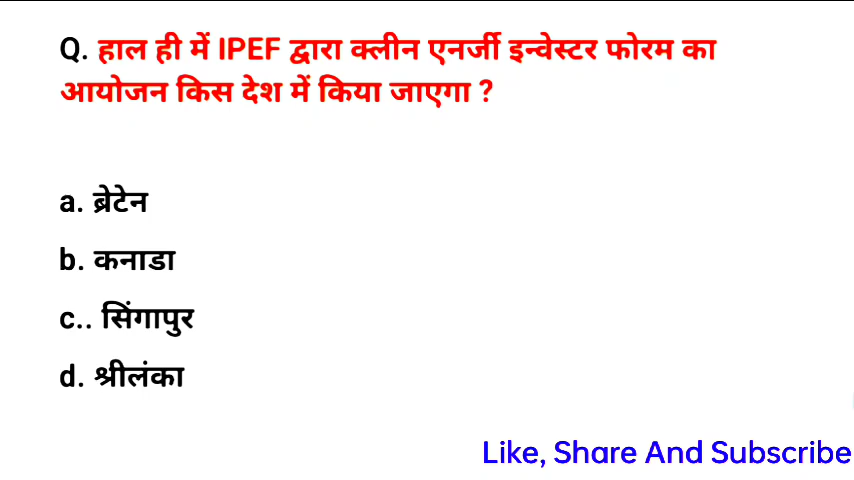 Q. हाल ही में IPEF द्वारा क्लीन एनर्जी इन्वेस्टर फोरम का
आयोजन किस देश में किया जाएगा ?
a. ब्रेटेन
b. कनाडा
c.. सिंगापुर
d. श्रीलंका
Like, Share And Subscribe